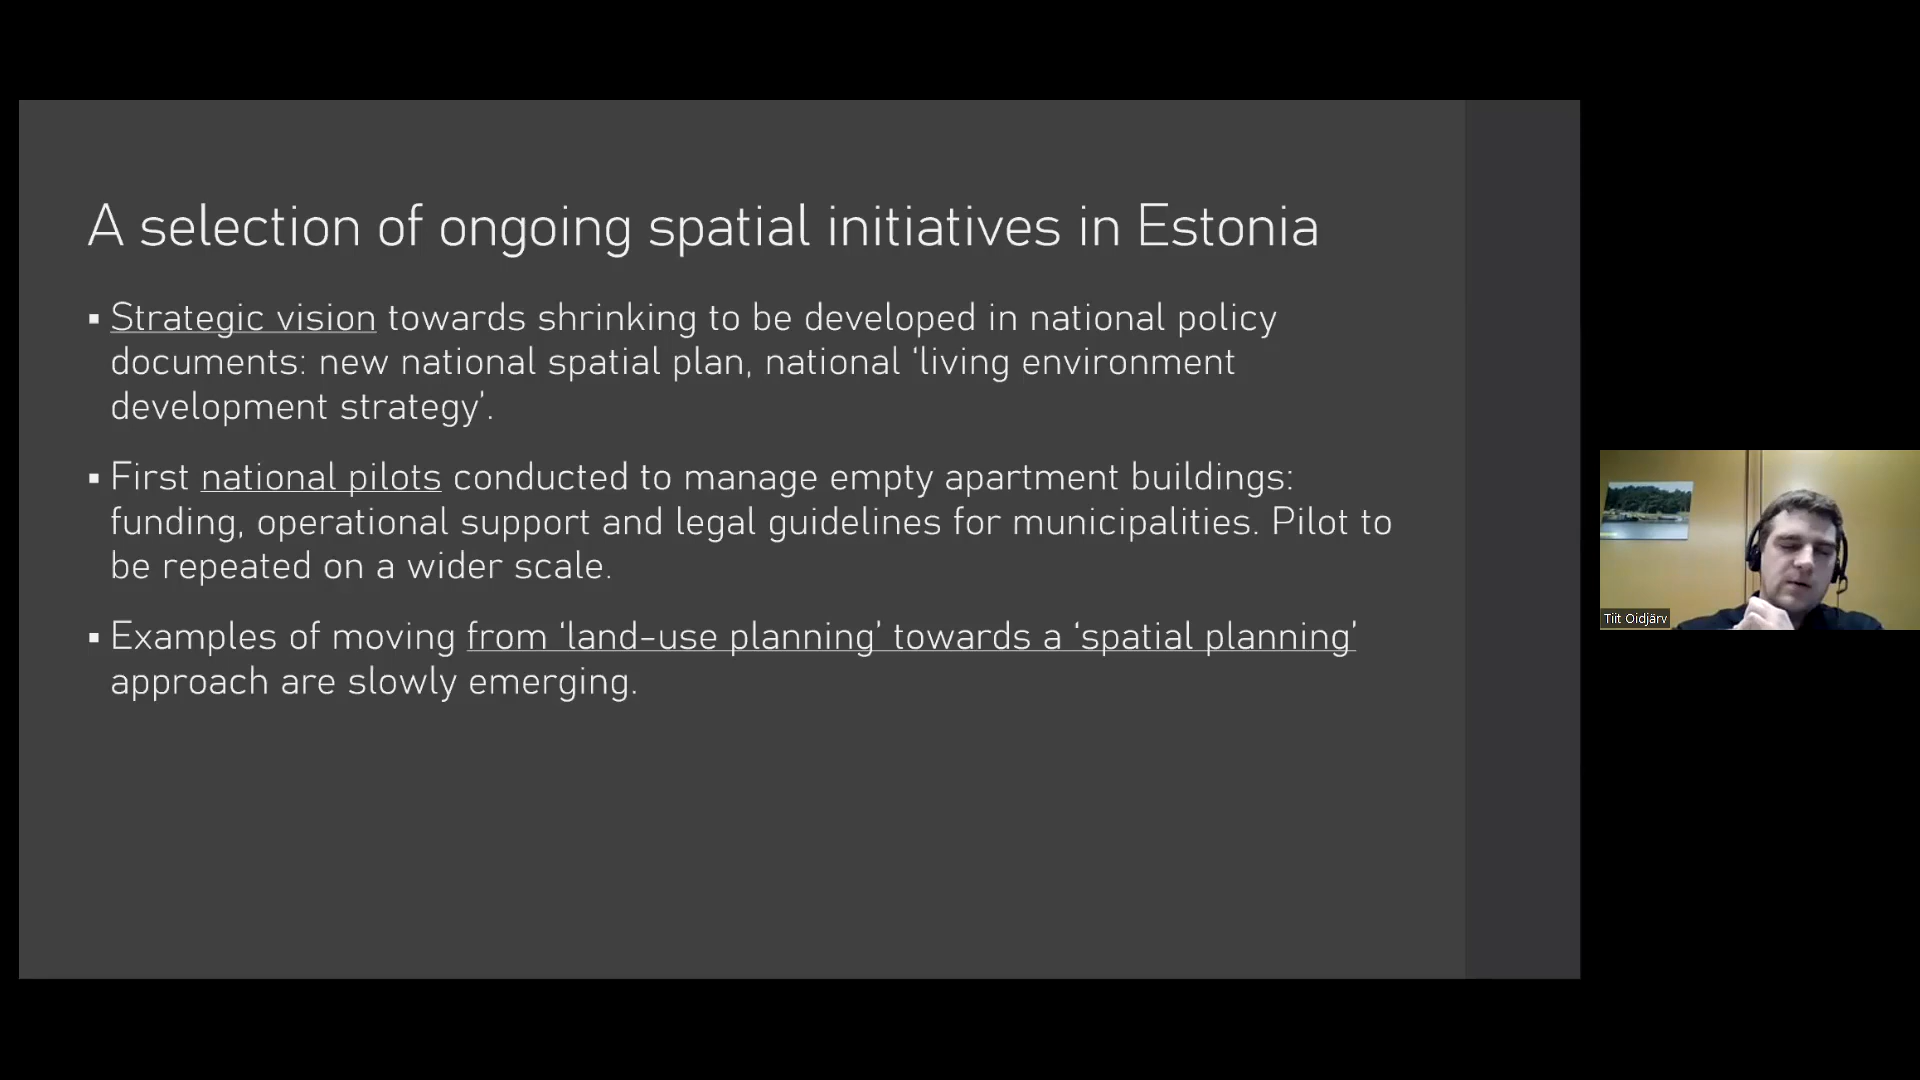 A selection of ongoing spatial initiatives in Estonia
▪ Strategic vision towards shrinking to be developed in national policy
documents: new national spatial plan, national ‘living environment
development strategy’.
▪ First national pilots conducted to manage empty apartment buildings:
funding, operational support and legal guidelines for municipalities. Pilot to
be repeated on a wider scale.
▪ Examples of moving from ‘land-use planning’ towards a ‘spatial planning’
approach are slowly emerging.
Tiit Oidjärv